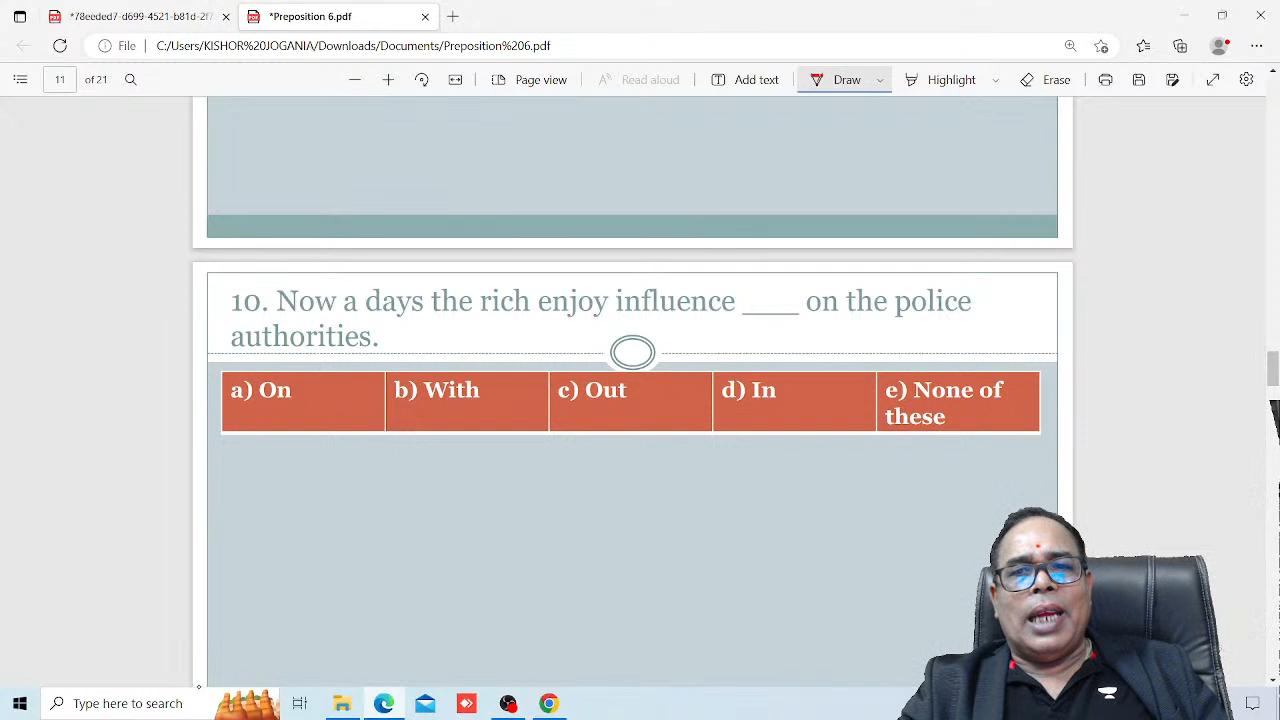 *78eeded7-d699-4521-b81d-2f7
*Preposition 6.pdf
File
C:/Users/KISHOR%20JOGANIA/Downloads/Documents/Preposition%206.pdf
11 of 21
Page view
Read aloud
Add text
Draw
Highlight
Erase
10. Now a days the rich enjoy influence ____ on the police
authorities.
a) On
b) With
c) Out
d) In
e) None of
these
Type here to search